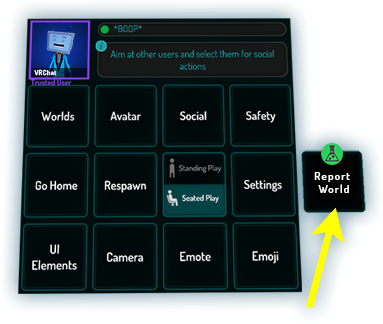 *BOOP*
VRChat
Trusted User
Aim at other users and select them for social
actions
Worlds
Avatar
Social
Safety
Go Home
Respawn
Standing Play
Seated Play
Settings
Report
World
UI
Elements
Camera
Emote
Emoji